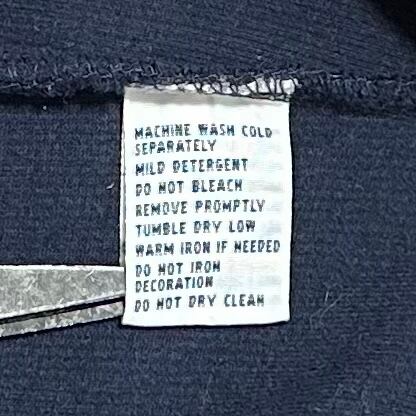 MACHINE WASH COLD
SEPARATELY
MILD DETERGENT
DO NOT BLEACH
REMOVE PROMPTLY
TUMBLE DRY LOW
WARM IRON IF NEEDED
DO NOT IRON
DECORATION
DO NOT DRY CLEAN